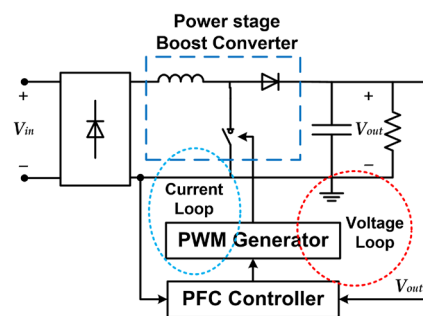 Power stage
Boost Converter
+
Vin
−
+
Vout
−
Current
Loop
Voltage
Loop
PWM Generator
PFC Controller
Vout